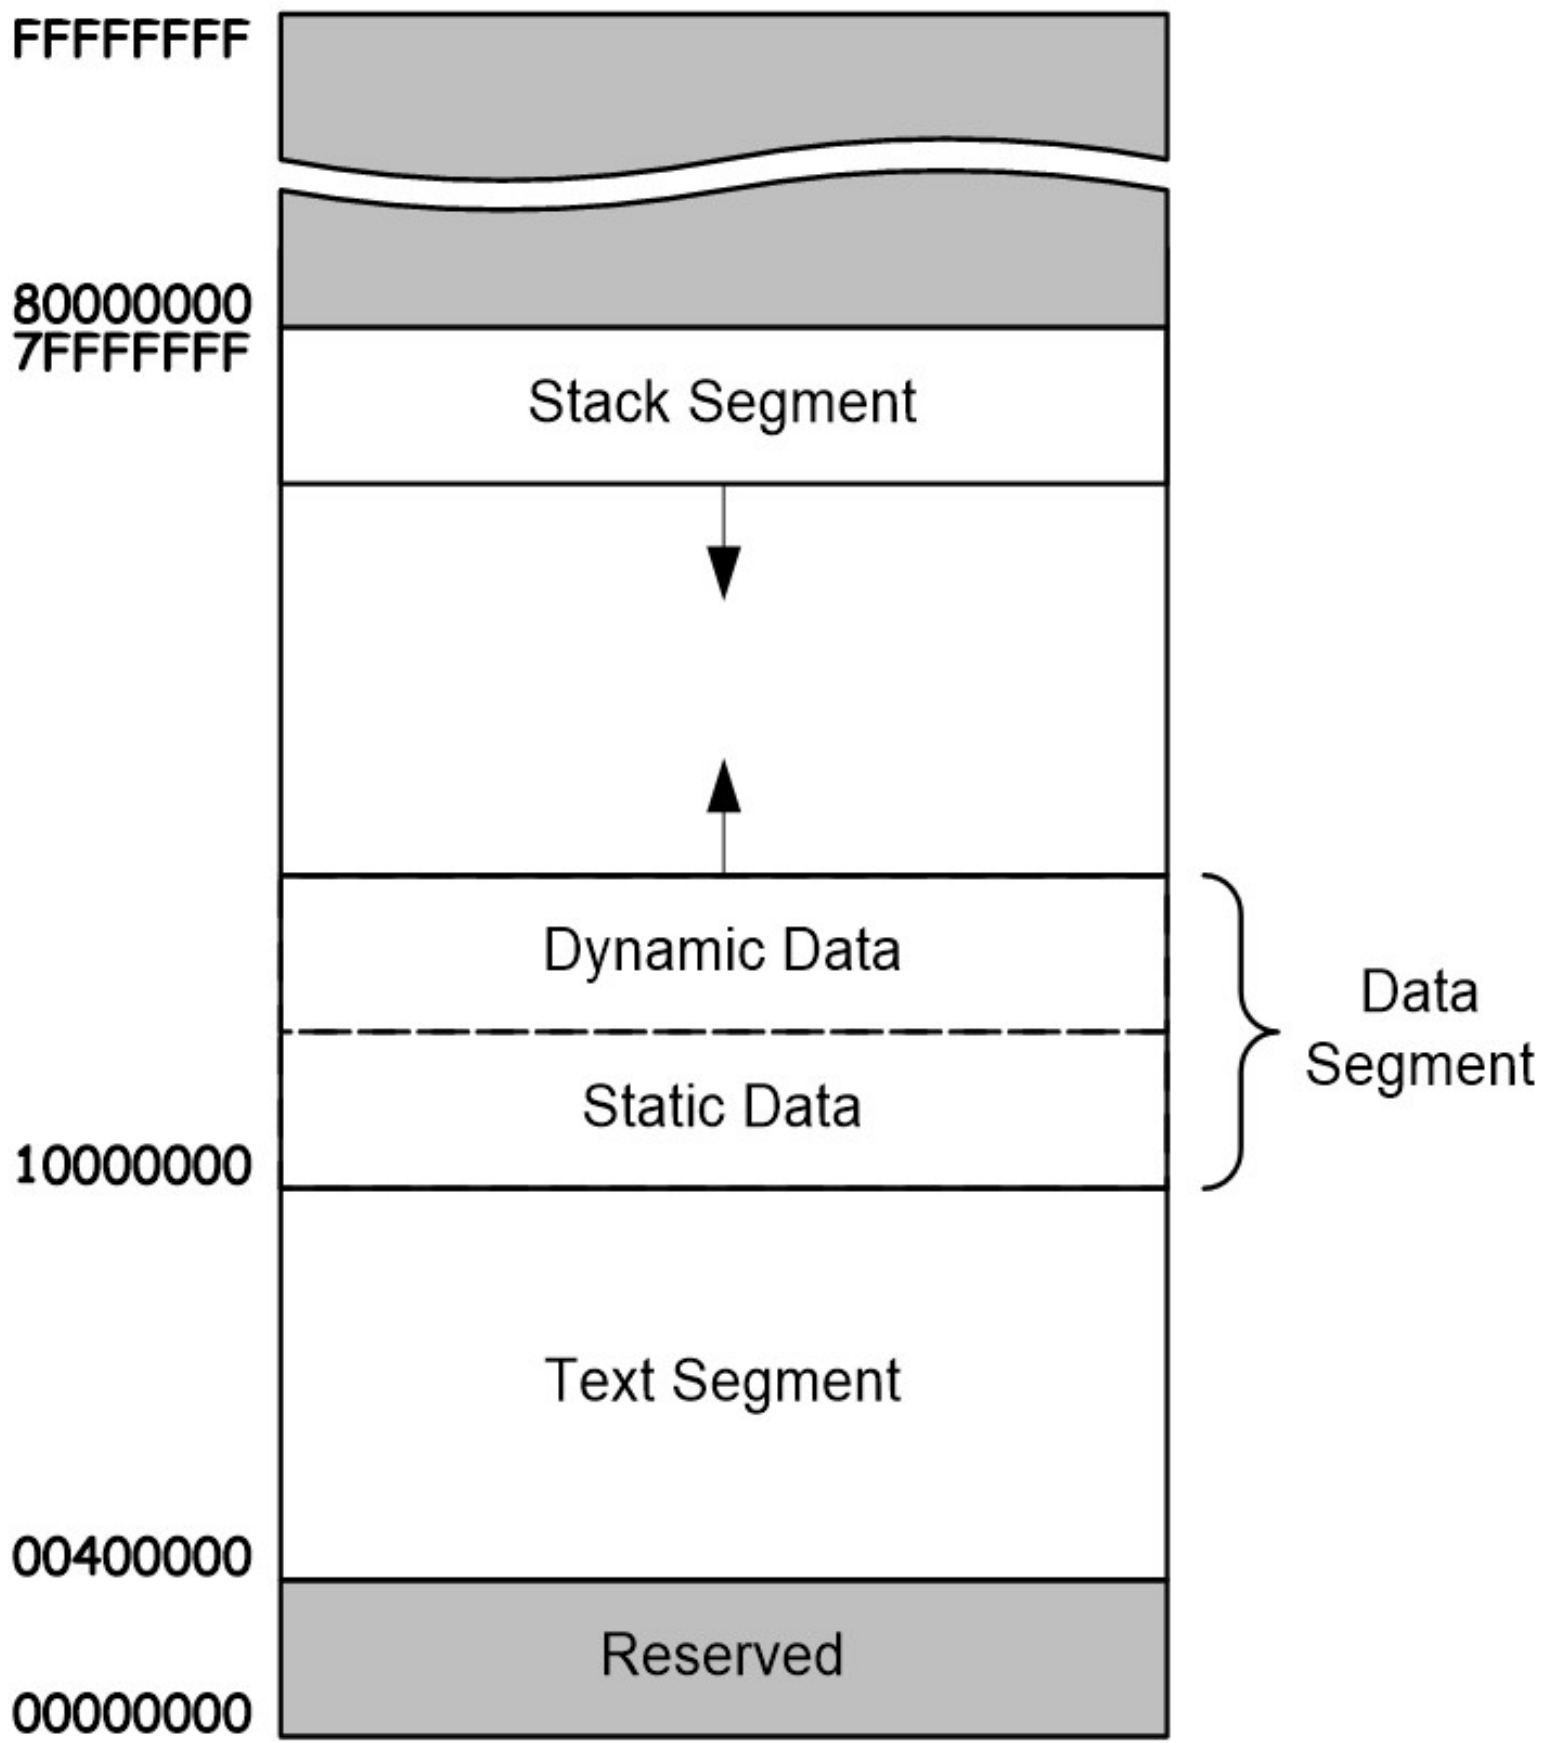 FFFFFFFF
80000000
7FFFFFFF
Stack Segment
Dynamic Data
Data
Segment
Static Data
10000000
Text Segment
00400000
Reserved
00000000